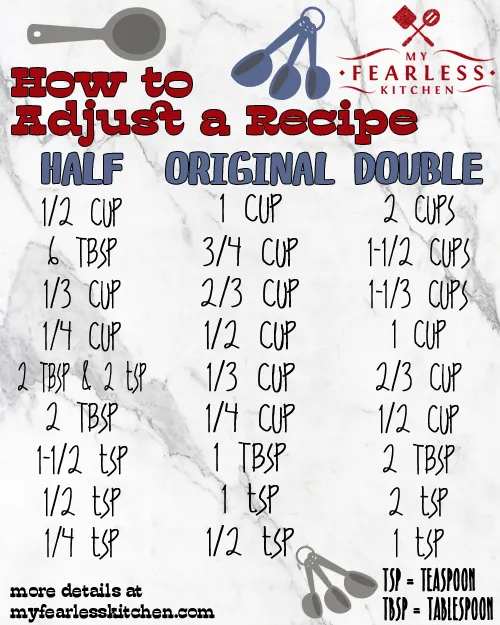 MY
FEARLESS
KITCHEN
How to
Adjust a Recipe
HALF ORIGINAL DOUBLE
1/2 CUP 1 CUP 2 CUPS
6 TBSP 3/4 CUP 1-1/2 CUPS
1/3 CUP 2/3 CUP 1-1/3 CUPS
1/4 CUP 1/2 CUP 1 CUP
2 TBSP & 2 tSP 1/3 CUP 2/3 CUP
2 TBSP 1/4 CUP 1/2 CUP
1-1/2 tSP 1 TBSP 2 TBSP
1/2 tSP 1 tSP 2 tSP
1/4 tSP 1/2 tSP 1 tSP
TSP = TEASPOON
TBSP = TABLESPOON
more details at
myfearlesskitchen.com